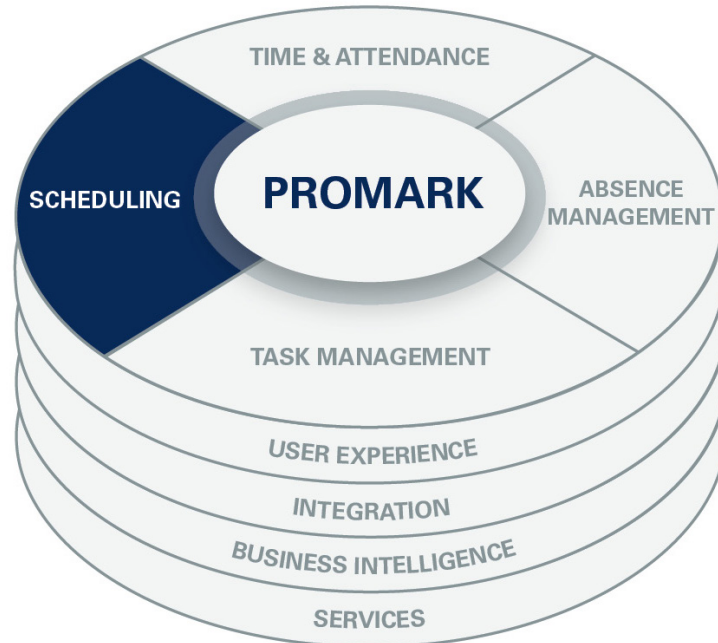 TIME & ATTENDANCE
SCHEDULING
PROMARK
ABSENCE
MANAGEMENT
TASK MANAGEMENT
USER EXPERIENCE
INTEGRATION
BUSINESS INTELLIGENCE
SERVICES